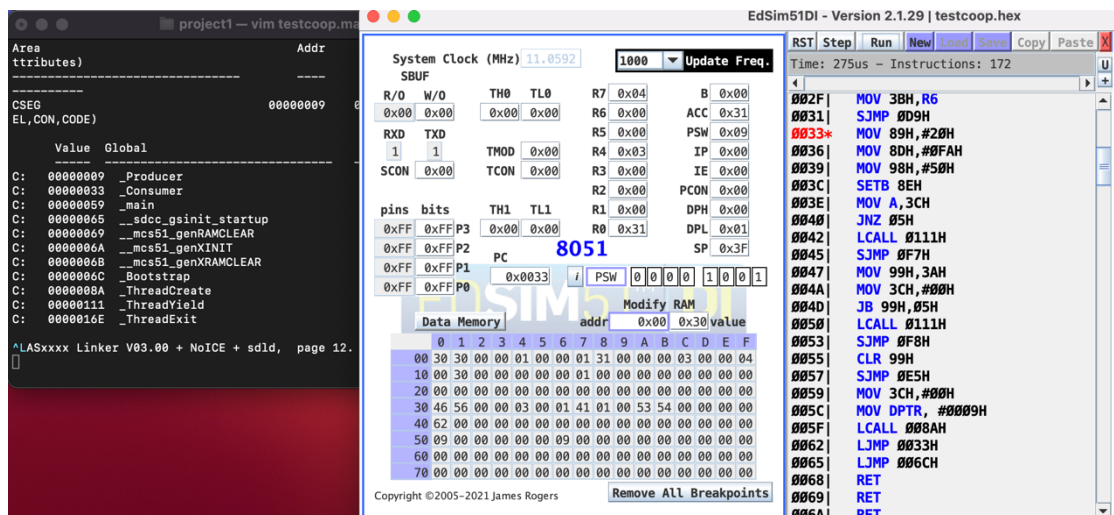 project1 — vim testcoop.ma
Area Addr
ttributes)
-------------------------------- ----
----------
CSEG 00000009 0
EL,CON,CODE)
Value Global
----- --------------------------------
C: 00000009 _Producer
C: 00000033 _Consumer
C: 00000059 _main
C: 00000065 __sdcc_gsinit_startup
C: 00000069 __mcs51_genRAMCLEAR
C: 0000006A __mcs51_genXINIT
C: 0000006B __mcs51_genXRAMCLEAR
C: 0000006C _Bootstrap
C: 0000008A _ThreadCreate
C: 00000111 _ThreadYield
C: 0000016E _ThreadExit
^LASxxxx Linker V03.00 + NoICE + sdld, page 12.
EdSim51DI - Version 2.1.29 | testcoop.hex
System Clock (MHz) 11.0592 1000 Update Freq.
SBUF
R/O W/O TH0 TL0 R7 0x04 B 0x00
0x00 0x00 0x00 0x00 R6 0x00 ACC 0x31
RXD TXD R5 0x00 PSW 0x09
1 1 TMOD 0x00 R4 0x03 IP 0x00
SCON 0x00 TCON 0x00 R3 0x00 IE 0x00
R2 0x00 PCON 0x00
pins bits TH1 TL1 R1 0x00 DPH 0x00
0xFF 0xFF P3 0x00 0x00 R0 0x31 DPL 0x01
0xFF 0xFF P2 PC 8051 SP 0x3F
0xFF 0xFF P1 0x0033 i PSW 0 0 0 0 1 0 0 1
0xFF 0xFF P0
Modify RAM
Data Memory addr 0x00 0x30 value
0 1 2 3 4 5 6 7 8 9 A B C D E F
00 30 30 00 00 01 00 00 01 31 00 00 00 03 00 00 04
10 00 30 00 00 00 00 00 01 00 00 00 00 00 00 00 00
20 00 00 00 00 00 00 00 00 00 00 00 00 00 00 00 00
30 46 56 00 00 03 00 01 41 01 00 53 54 00 00 00 00
40 62 00 00 00 00 00 00 00 00 00 00 00 00 00 00 00
50 09 00 00 00 00 00 09 00 00 00 00 00 00 00 00 00
60 00 00 00 00 00 00 00 00 00 00 00 00 00 00 00 00
70 00 00 00 00 00 00 00 00 00 00 00 00 00 00 00 00
Copyright ©2005-2021 James Rogers Remove All Breakpoints
RST Step Run New Load Save Copy Paste X
Time: 275us - Instructions: 172 U
+
002F| MOV 3BH,R6
0031| SJMP 0D9H
0033* MOV 89H,#20H
0036| MOV 8DH,#0FAH
0039| MOV 98H,#50H
003C| SETB 8EH
003E| MOV A,3CH
0040| JNZ 05H
0042| LCALL 0111H
0045| SJMP 0F7H
0047| MOV 99H,3AH
004A| MOV 3CH,#00H
004D| JB 99H,05H
0050| LCALL 0111H
0053| SJMP 0F8H
0055| CLR 99H
0057| SJMP 0E5H
0059| MOV 3CH,#00H
005C| MOV DPTR, #0009H
005F| LCALL 008AH
0062| LJMP 0033H
0065| LJMP 006CH
0068| RET
0069| RET
006A| RET